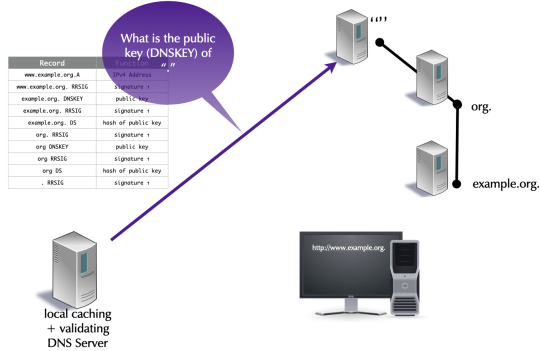 What is the public
key (DNSKEY) of
“.”
“”
org.
example.org.
Record Function
www.example.org.A IPv4 Address
www.example.org. RRSIG signature ↑
example.org. DNSKEY public key
example.org. RRSIG signature ↑
example.org. DS hash of public key
org. RRSIG signature ↑
org DNSKEY public key
org RRSIG signature ↑
org DS hash of public key
. RRSIG signature ↑
http://www.example.org.
local caching
+ validating
DNS Server